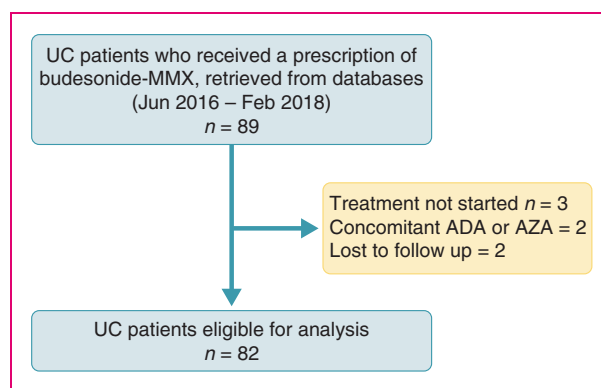 UC patients who received a prescription of
budesonide-MMX, retrieved from databases
(Jun 2016 – Feb 2018)
n = 89
Treatment not started n = 3
Concomitant ADA or AZA = 2
Lost to follow up = 2
UC patients eligible for analysis
n = 82